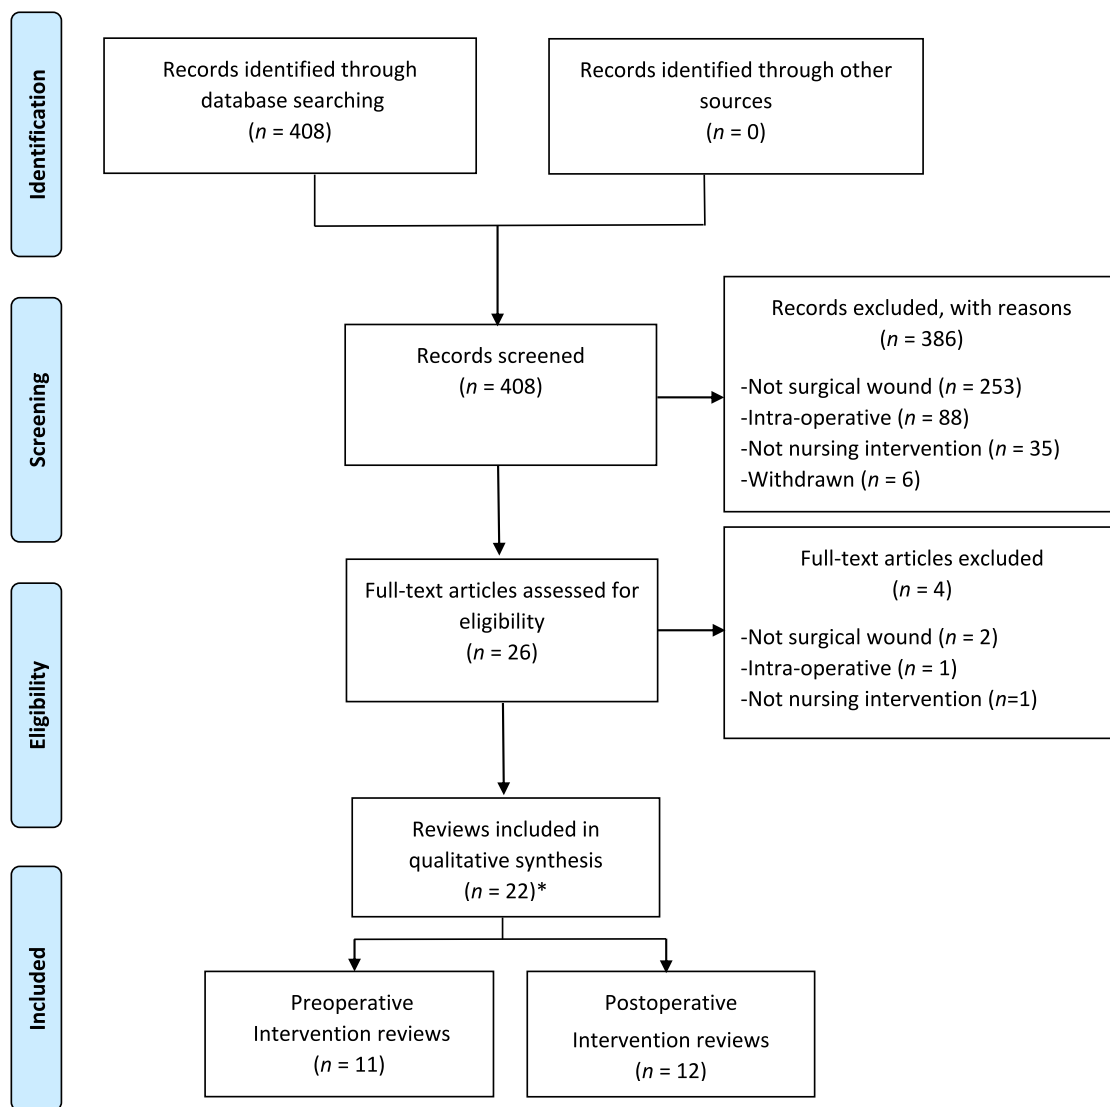 Identification
Records identified through
database searching
(n = 408)
Records identified through other
sources
(n = 0)
Screening
Records screened
(n = 408)
Records excluded, with reasons
(n = 386)
-Not surgical wound (n = 253)
-Intra-operative (n = 88)
-Not nursing intervention (n = 35)
-Withdrawn (n = 6)
Eligibility
Full-text articles assessed for
eligibility
(n = 26)
Full-text articles excluded
(n = 4)
-Not surgical wound (n = 2)
-Intra-operative (n = 1)
-Not nursing intervention (n=1)
Included
Reviews included in
qualitative synthesis
(n = 22)*
Preoperative
Intervention reviews
(n = 11)
Postoperative
Intervention reviews
(n = 12)